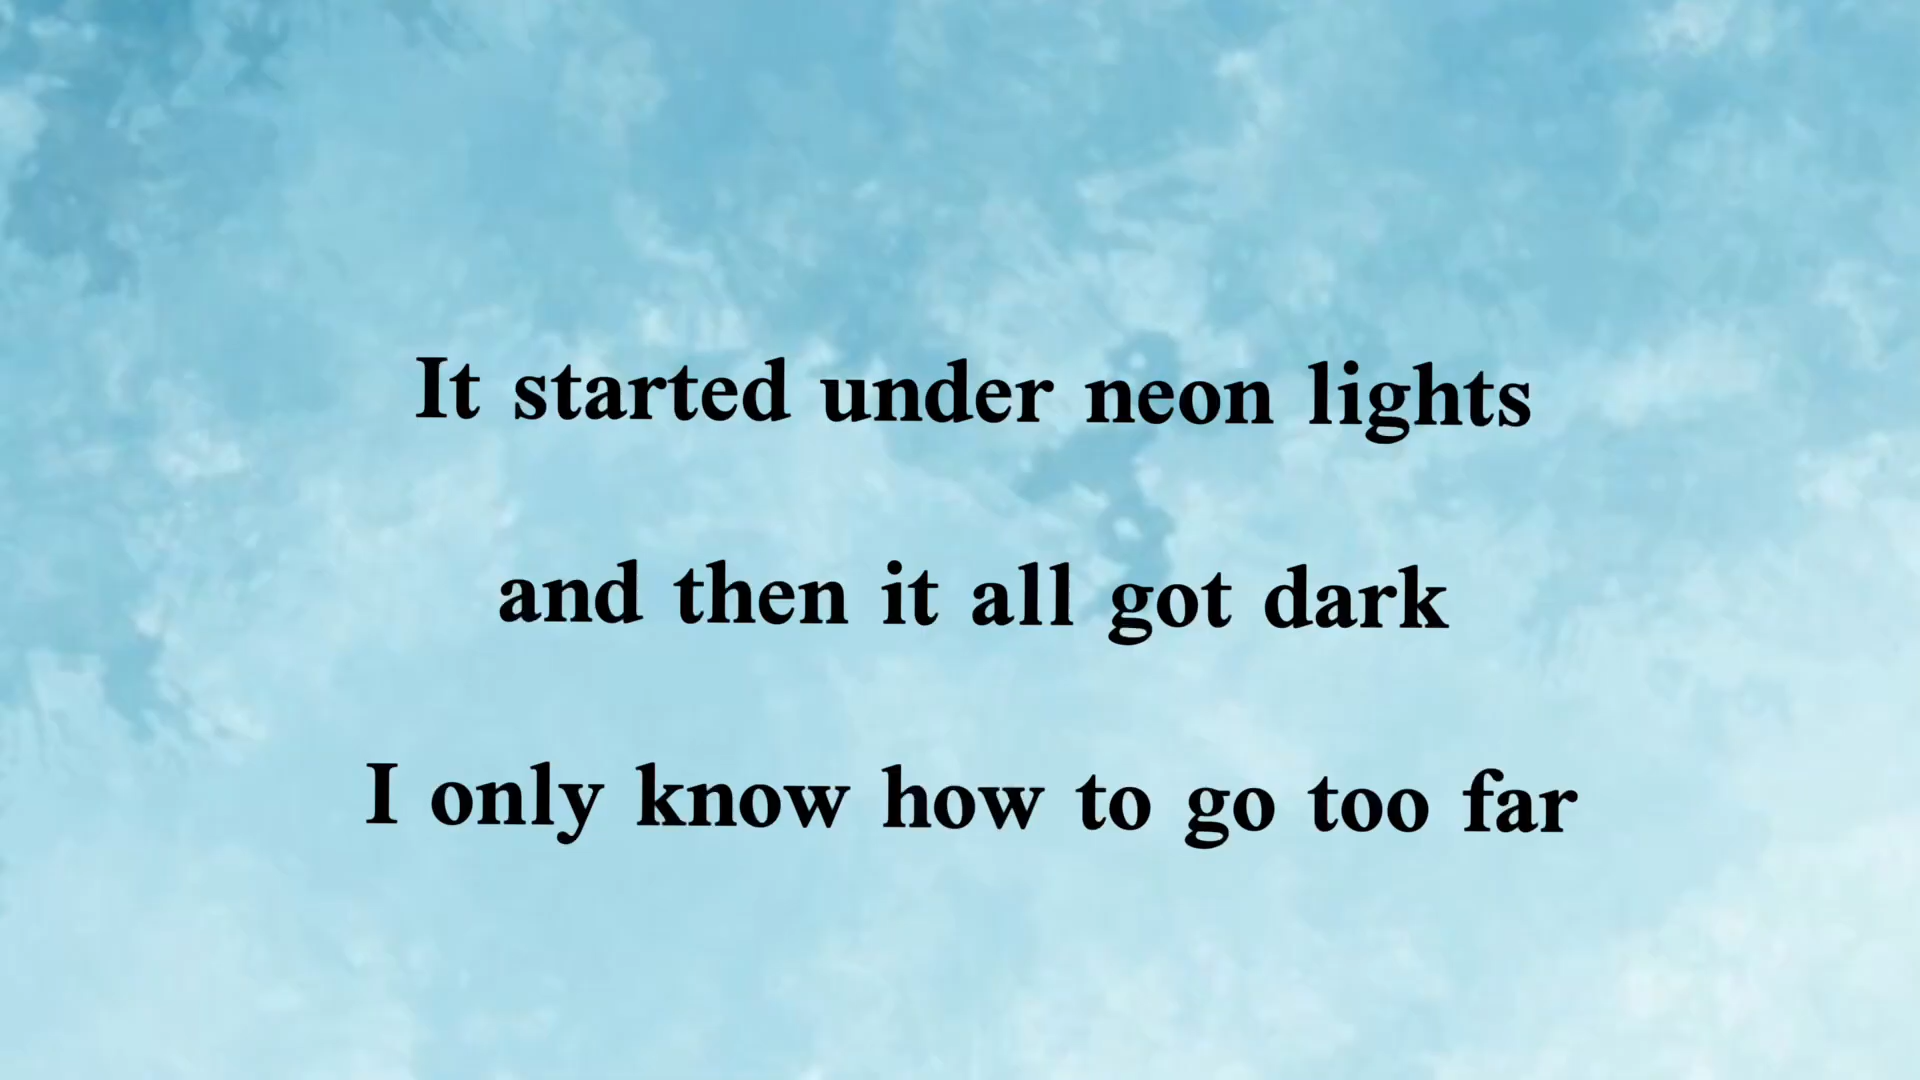 It started under neon lights
and then it all got dark
I only know how to go too far